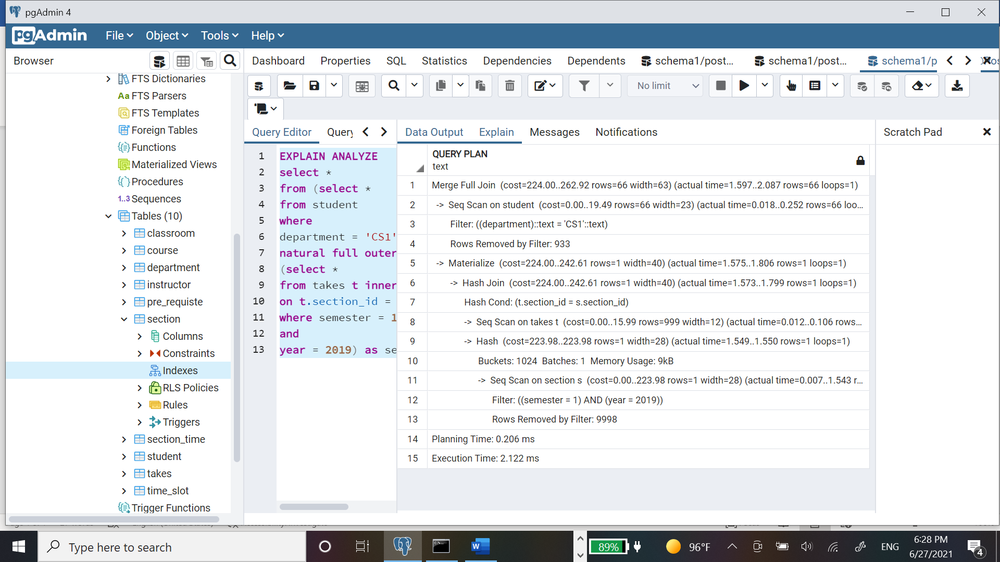 pgAdmin 4
pgAdmin
File
Object
Tools
Help
Browser
Dashboard
Properties
SQL
Statistics
Dependencies
Dependents
schema1/post...
schema1/post...
schema1/p
No limit
FTS Dictionaries
Aa FTS Parsers
FTS Templates
Foreign Tables
Functions
Materialized Views
Procedures
1..3 Sequences
Tables (10)
classroom
course
department
instructor
pre_requiste
section
Columns
Constraints
Indexes
RLS Policies
Rules
Triggers
section_time
student
takes
time_slot
Trigger Functions
Query Editor
Query
1 EXPLAIN ANALYZE
2 select *
3 from (select *
4 from student
5 where
6 department = 'CS1'
7 natural full outer
8 (select *
9 from takes t inner
10 on t.section_id =
11 where semester = 1
12 and
13 year = 2019) as se
Data Output
Explain
Messages
Notifications
QUERY PLAN
text
1 Merge Full Join (cost=224.00..262.92 rows=66 width=63) (actual time=1.597..2.087 rows=66 loops=1)
2 -> Seq Scan on student (cost=0.00..19.49 rows=66 width=23) (actual time=0.018..0.252 rows=66 loo...
3 Filter: ((department)::text = 'CS1'::text)
4 Rows Removed by Filter: 933
5 -> Materialize (cost=224.00..242.61 rows=1 width=40) (actual time=1.575..1.806 rows=1 loops=1)
6 -> Hash Join (cost=224.00..242.61 rows=1 width=40) (actual time=1.573..1.799 rows=1 loops=1)
7 Hash Cond: (t.section_id = s.section_id)
8 -> Seq Scan on takes t (cost=0.00..15.99 rows=999 width=12) (actual time=0.012..0.106 rows...
9 -> Hash (cost=223.98..223.98 rows=1 width=28) (actual time=1.549..1.550 rows=1 loops=1)
10 Buckets: 1024 Batches: 1 Memory Usage: 9kB
11 -> Seq Scan on section s (cost=0.00..223.98 rows=1 width=28) (actual time=0.007..1.543 r...
12 Filter: ((semester = 1) AND (year = 2019))
13 Rows Removed by Filter: 9998
14 Planning Time: 0.206 ms
15 Execution Time: 2.122 ms
Scratch Pad
Type here to search
89%
96°F
ENG
6:28 PM
6/27/2021
4